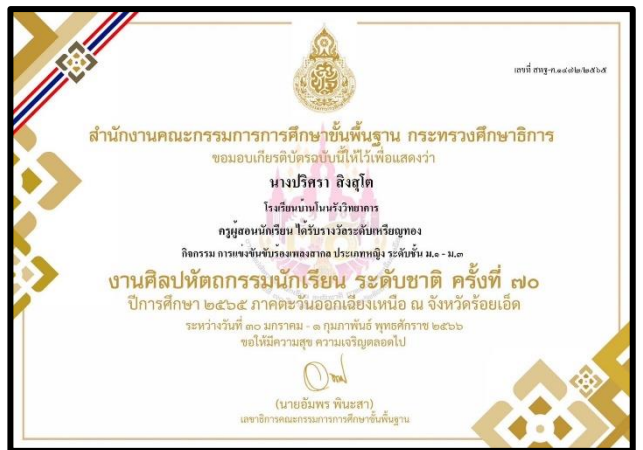 เลขที่ สพฐ-ค.๑๔๗๒/๒๕๖๕
สำนักงานคณะกรรมการการศึกษาขั้นพื้นฐาน กระทรวงศึกษาธิการ
ขอมอบเกียรติบัตรฉบับนี้ให้ไว้เพื่อแสดงว่า
นางปริศรา สิงสุโต
โรงเรียนบ้านโนนรังวิทยาคาร
ครูผู้สอนนักเรียน ได้รับรางวัลระดับเหรียญทอง
กิจกรรม การแข่งขันขับร้องเพลงสากล ประเภทหญิง ระดับชั้น ม.๑ - ม.๓
งานศิลปหัตถกรรมนักเรียน ระดับชาติ ครั้งที่ ๗๐
ปีการศึกษา ๒๕๖๕ ภาคตะวันออกเฉียงเหนือ ณ จังหวัดร้อยเอ็ด
ระหว่างวันที่ ๓๐ มกราคม - ๑ กุมภาพันธ์ พุทธศักราช ๒๕๖๖
ขอให้มีความสุข ความเจริญตลอดไป
(นายอัมพร พินะสา)
เลขาธิการคณะกรรมการการศึกษาขั้นพื้นฐาน